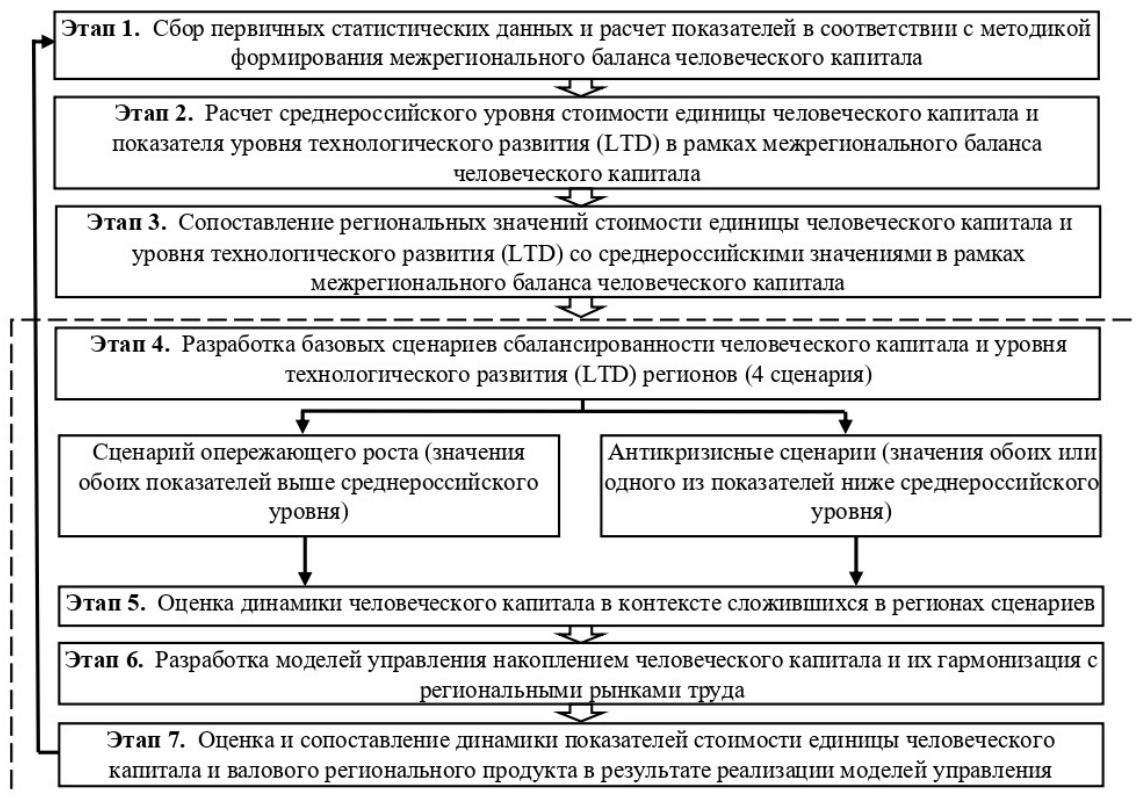 Этап 1. Сбор первичных статистических данных и расчет показателей в соответствии с методикой
формирования межрегионального баланса человеческого капитала
Этап 2. Расчет среднероссийского уровня стоимости единицы человеческого капитала и
показателя уровня технологического развития (LTD) в рамках межрегионального баланса
человеческого капитала
Этап 3. Сопоставление региональных значений стоимости единицы человеческого капитала и
уровня технологического развития (LTD) со среднероссийскими значениями в рамках
межрегионального баланса человеческого капитала
Этап 4. Разработка базовых сценариев сбалансированности человеческого капитала и уровня
технологического развития (LTD) регионов (4 сценария)
Сценарий опережающего роста (значения
обоих показателей выше среднероссийского
уровня)
Антикризисные сценарии (значения обоих или
одного из показателей ниже среднероссийского
уровня)
Этап 5. Оценка динамики человеческого капитала в контексте сложившихся в регионах сценариев
Этап 6. Разработка моделей управления накоплением человеческого капитала и их гармонизация с
региональными рынками труда
Этап 7. Оценка и сопоставление динамики показателей стоимости единицы человеческого
капитала и валового регионального продукта в результате реализации моделей управления